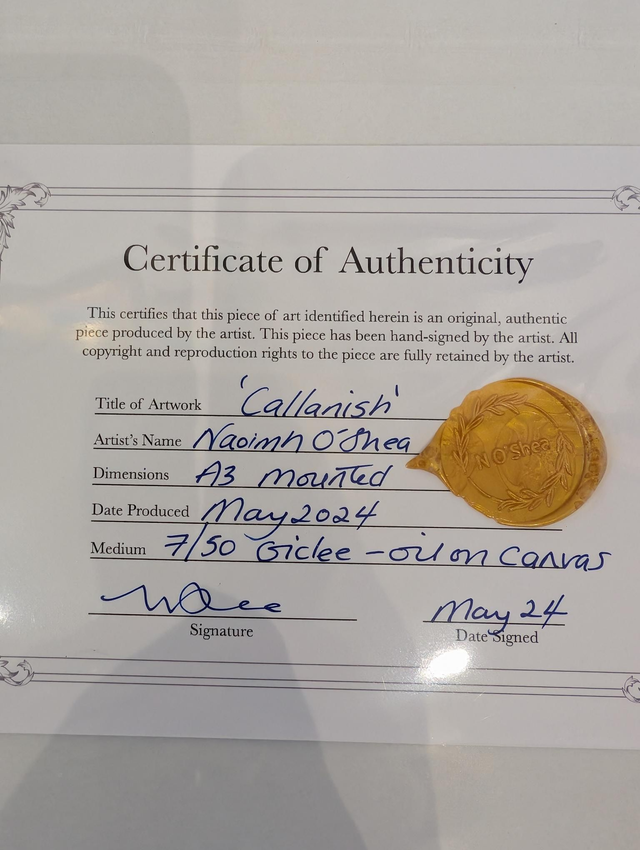 Certificate of Authenticity
This certifies that this piece of art identified herein is an original, authentic
piece produced by the artist. This piece has been hand-signed by the artist. All
copyright and reproduction rights to the piece are fully retained by the artist.
Title of Artwork 'Callanish'
Artist's Name Naoimh O'Shea
N O'Shea
Dimensions A3 mounted
Date Produced May 2024
Medium 7/50 Giclee - oil on canvas
May 24
Signature Date Signed